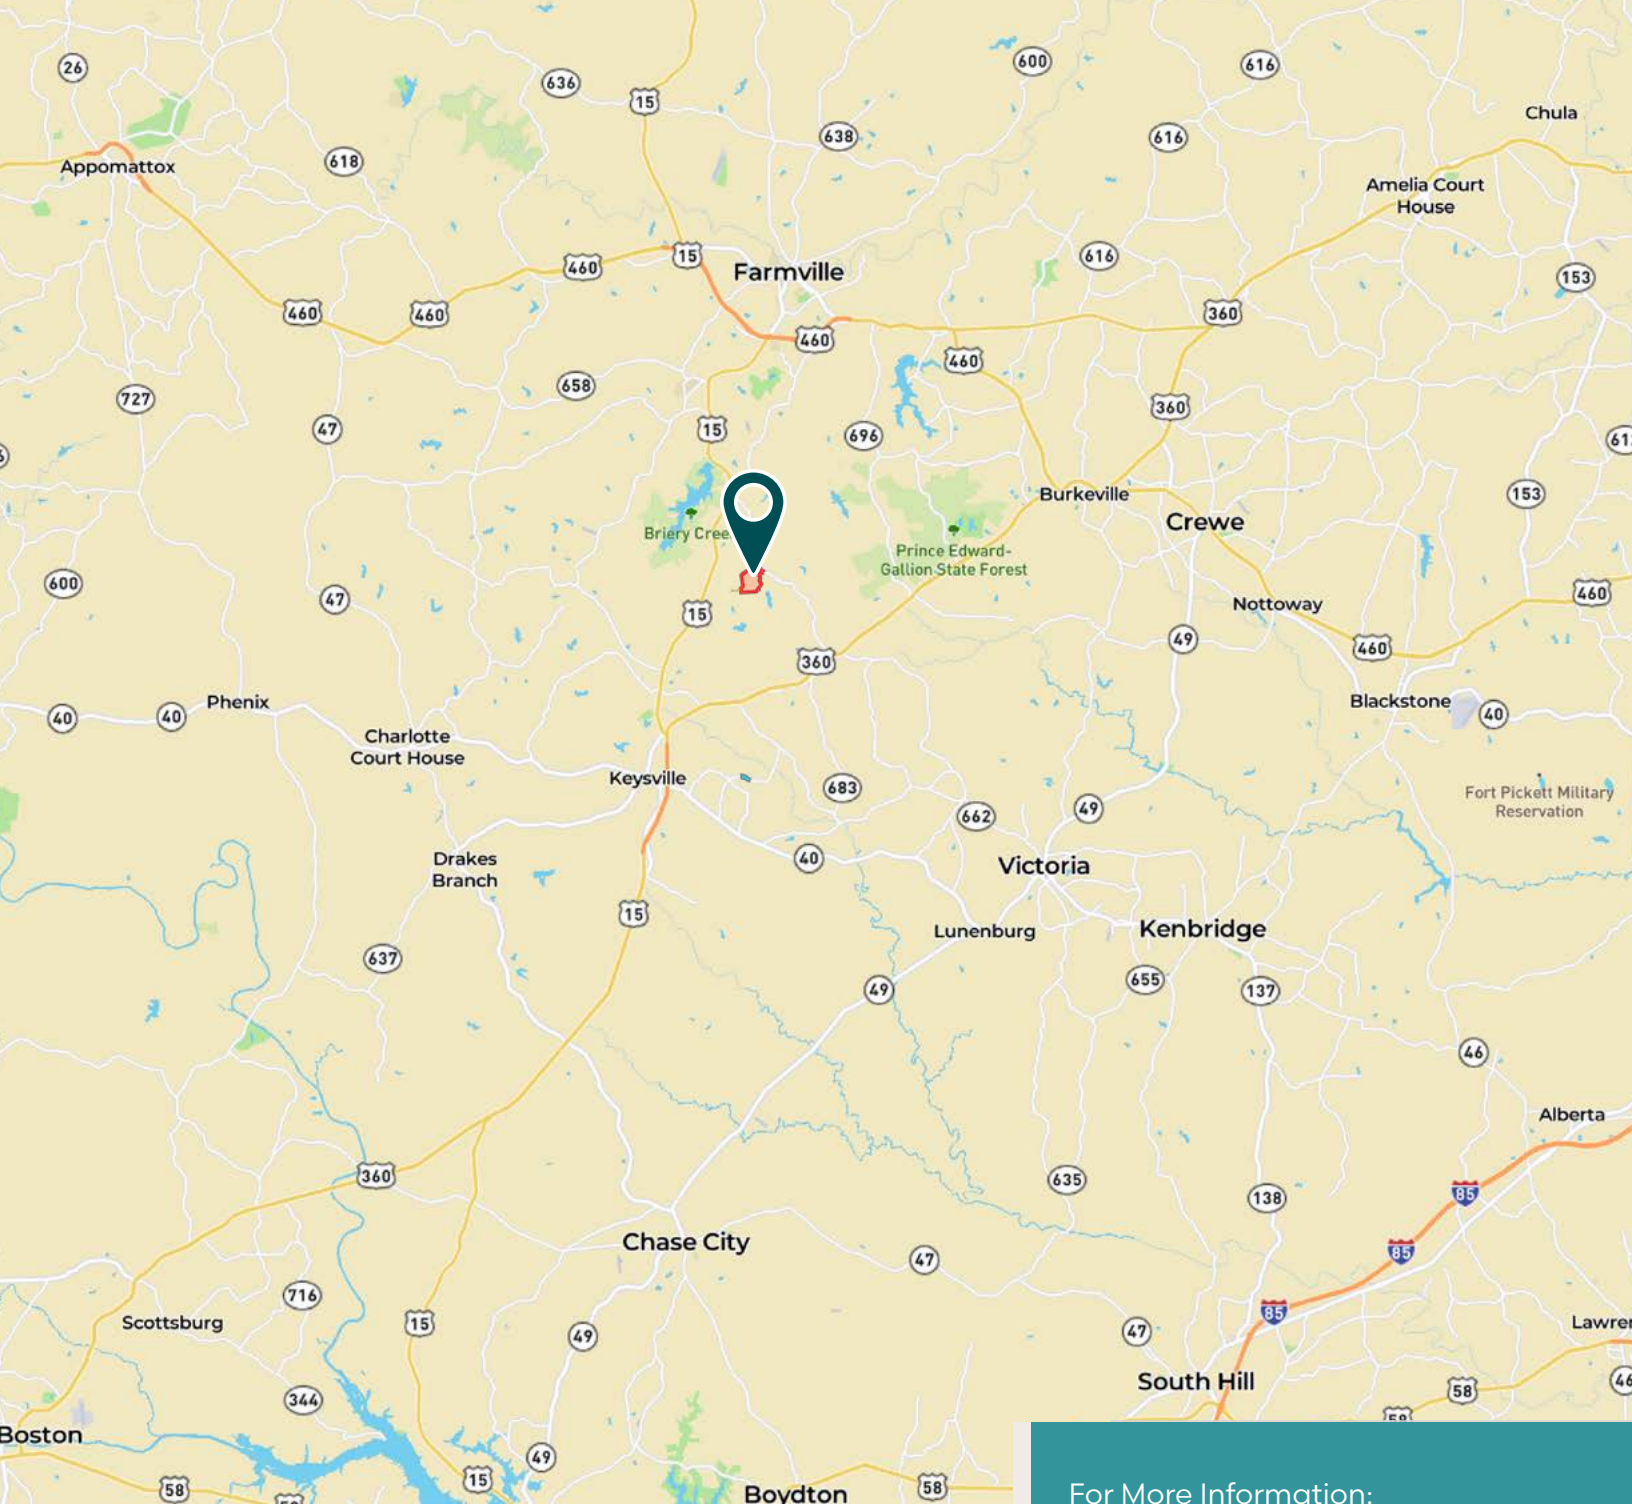 26
636
600
616
15
Chula
638
616
618
Appomattox
Amelia Court
House
15
616
460
Farmville
153
460
460
360
460
460
658
727
360
47
15
696
61
Burkeville
153
Crewe
Briery Cree
Prince Edward-
Gallion State Forest
600
47
460
Nottoway
15
49
460
360
Phenix
Blackstone
40
40
40
Charlotte
Court House
Keysville
683
Fort Pickett Military
Reservation
49
662
40
Drakes
Branch
Victoria
15
Lunenburg
Kenbridge
637
655
49
137
46
Alberta
360
635
85
138
Chase City
85
47
716
85
Scottsburg
15
Lawrer
47
49
South Hill
46
58
344
58
Boston
49
15
58
58
Boydton
For More Information: